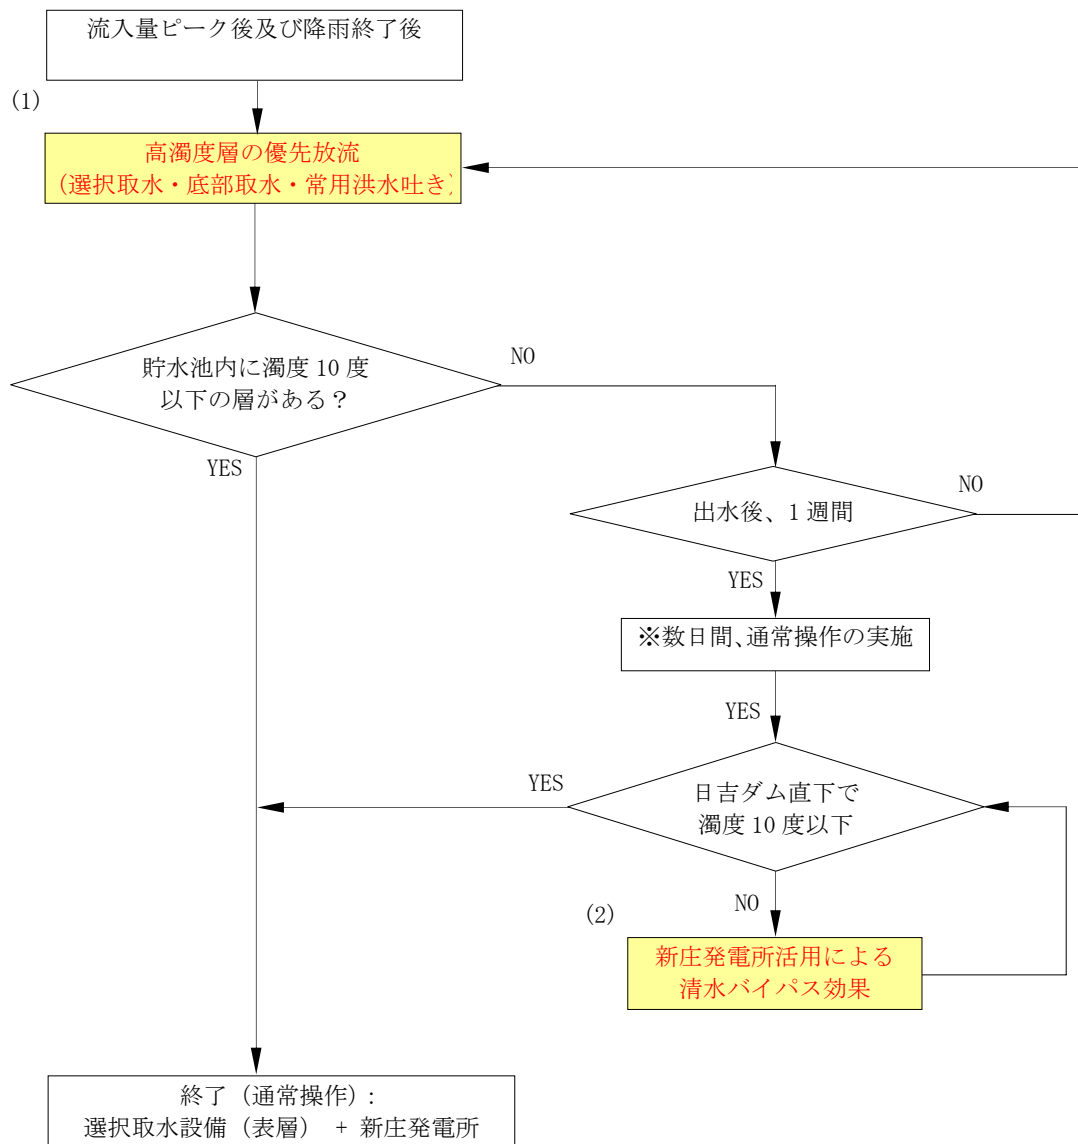 流入量ピーク後及び降雨終了後
(1)
高濁度層の優先放流
(選択取水・底部取水・常用洪水吐き)
貯水池内に濁度 10 度
以下の層がある？
NO
YES
出水後、1 週間
NO
YES
※数日間、通常操作の実施
YES
日吉ダム直下で
濁度 10 度以下
YES
NO
(2)
新庄発電所活用による
清水バイパス効果
終了（通常操作）:
選択取水設備（表層） + 新庄発電所